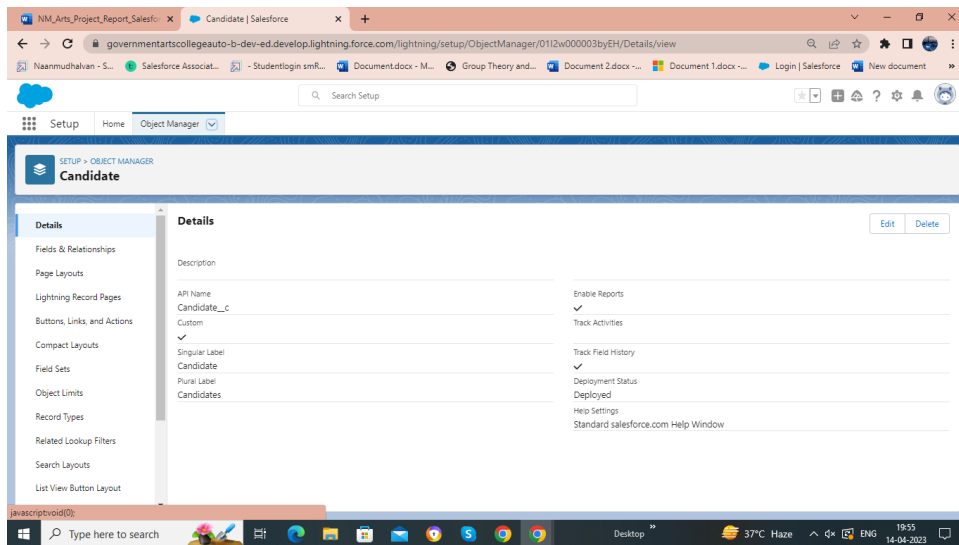 NM_Arts_Project_Report_Salesfor
Candidate | Salesforce
governmentartscollegeauto-b-dev-ed.develop.lightning.force.com/lightning/setup/ObjectManager/01I2w000003byEH/Details/view
Naanmudhalvan - S... Salesforce Associat... - Studentlogin smR... Document.docx - M... Group Theory and... Document 2.docx -... Document 1.docx -... Login | Salesforce New document »
Search Setup
Setup Home Object Manager
SETUP > OBJECT MANAGER
Candidate
Details
Fields & Relationships
Page Layouts
Lightning Record Pages
Buttons, Links, and Actions
Compact Layouts
Field Sets
Object Limits
Record Types
Related Lookup Filters
Search Layouts
List View Button Layout
Details
Edit Delete
Description
API Name
Candidate__c
Custom
✓
Singular Label
Candidate
Plural Label
Candidates
Enable Reports
✓
Track Activities
Track Field History
✓
Deployment Status
Deployed
Help Settings
Standard salesforce.com Help Window
javascript:void(0);
Type here to search
Desktop »
37°C Haze
ENG
19:55
14-04-2023